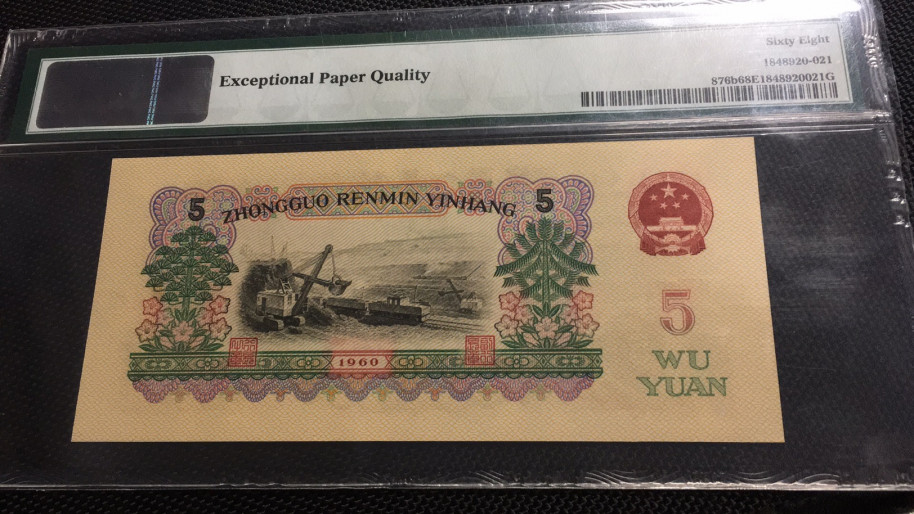 Exceptional Paper Quality
Sixty Eight
1848920-021
876b68E1848920021G
5 ZHONGGUO RENMIN YINHANG 5
1960
5
WU
YUAN